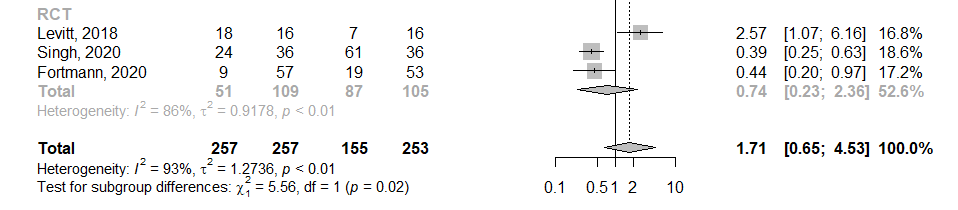 RCT
Levitt, 2018 18 16 7 16 2.57 [1.07; 6.16] 16.8%
Singh, 2020 24 36 61 36 0.39 [0.25; 0.63] 18.6%
Fortmann, 2020 9 57 19 53 0.44 [0.20; 0.97] 17.2%
Total 51 109 87 105 0.74 [0.23; 2.36] 52.6%
Heterogeneity: I² = 86%, τ² = 0.9178, p < 0.01
Total 257 257 155 253 1.71 [0.65; 4.53] 100.0%
Heterogeneity: I² = 93%, τ² = 1.2736, p < 0.01
Test for subgroup differences: χ₁² = 5.56, df = 1 (p = 0.02)
0.1 0.5 1 2 10